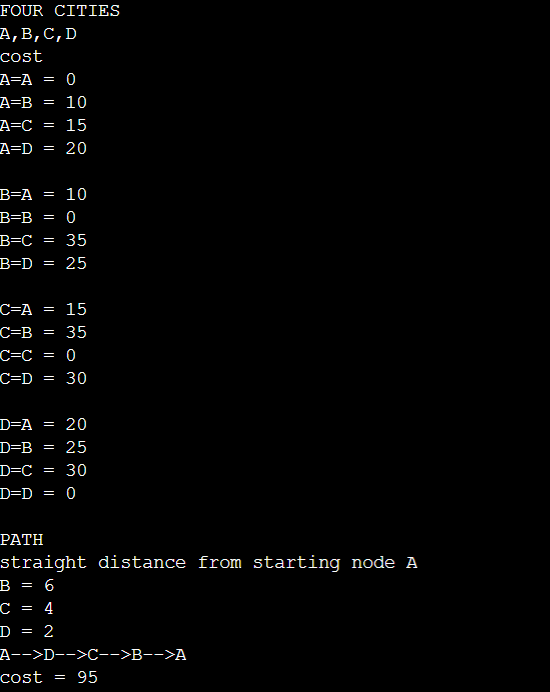 FOUR CITIES
A,B,C,D
cost
A=A = 0
A=B = 10
A=C = 15
A=D = 20
B=A = 10
B=B = 0
B=C = 35
B=D = 25
C=A = 15
C=B = 35
C=C = 0
C=D = 30
D=A = 20
D=B = 25
D=C = 30
D=D = 0
PATH
straight distance from starting node A
B = 6
C = 4
D = 2
A-->D-->C-->B-->A
cost = 95